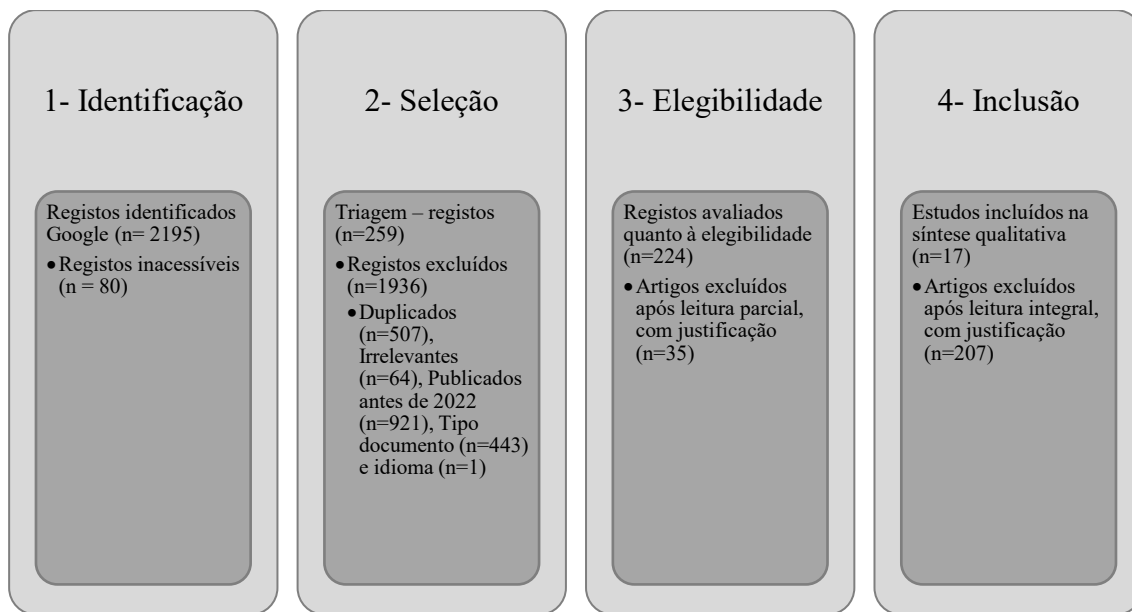 1- Identificação
Registos identificados
Google (n= 2195)
•Registos inacessíveis
(n = 80)
2- Seleção
Triagem – registos
(n=259)
•Registos excluídos
(n=1936)
•Duplicados
(n=507),
Irrelevantes
(n=64), Publicados
antes de 2022
(n=921), Tipo
documento (n=443)
e idioma (n=1)
3- Elegibilidade
Registos avaliados
quanto à elegibilidade
(n=224)
•Artigos excluídos
após leitura parcial,
com justificação
(n=35)
4- Inclusão
Estudos incluídos na
síntese qualitativa
(n=17)
•Artigos excluídos
após leitura integral,
com justificação
(n=207)